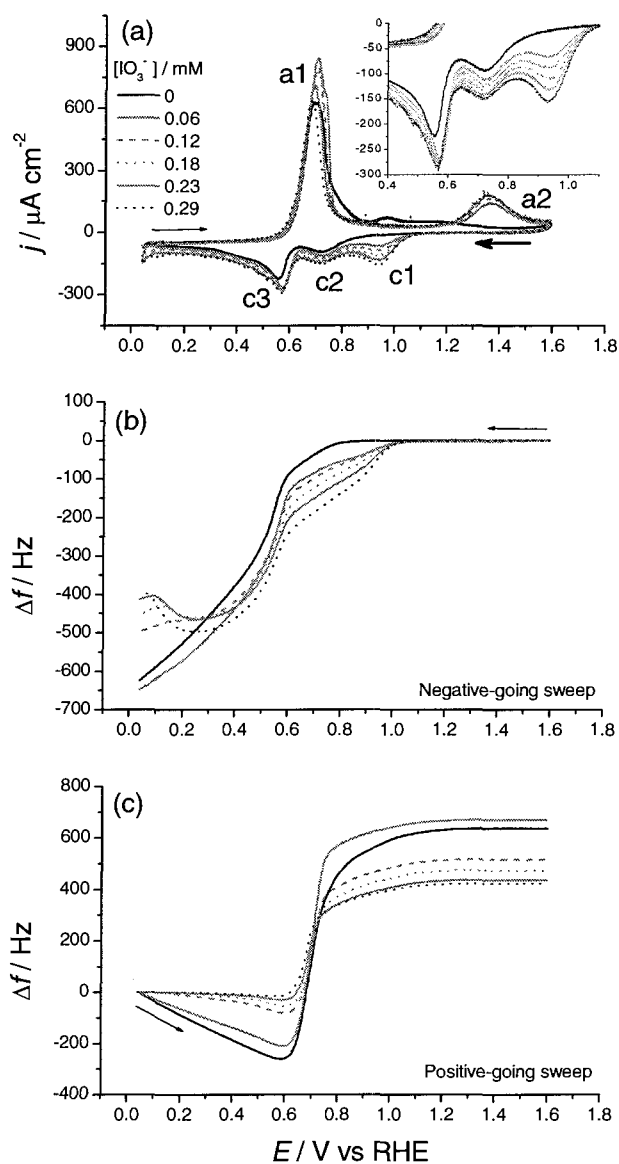 (a)
900
600
300
0
-300
j / µA cm⁻²
[IO₃⁻] / mM
0
0.06
0.12
0.18
0.23
0.29
a1
a2
c3
c2
c1
0
-50
-100
-150
-200
-250
-300
0.4 0.6 0.8 1.0
0.0 0.2 0.4 0.6 0.8 1.0 1.2 1.4 1.6 1.8
(b)
100
0
-100
-200
-300
-400
-500
-600
-700
Δf / Hz
Negative-going sweep
0.0 0.2 0.4 0.6 0.8 1.0 1.2 1.4 1.6 1.8
(c)
800
600
400
200
0
-200
-400
Δf / Hz
Positive-going sweep
0.0 0.2 0.4 0.6 0.8 1.0 1.2 1.4 1.6 1.8
E / V vs RHE